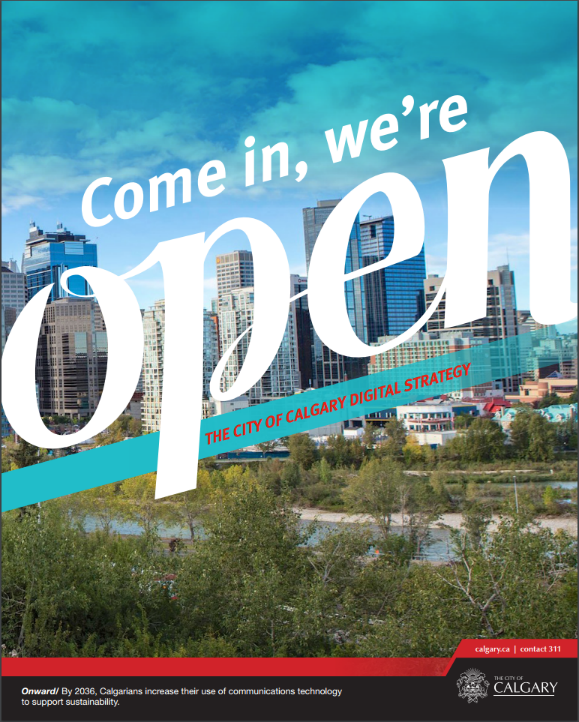 Come in, we're
open
THE CITY OF CALGARY DIGITAL STRATEGY
calgary.ca | contact 311
Onward/ By 2036, Calgarians increase their use of communications technology
to support sustainability.
THE CITY OF
CALGARY